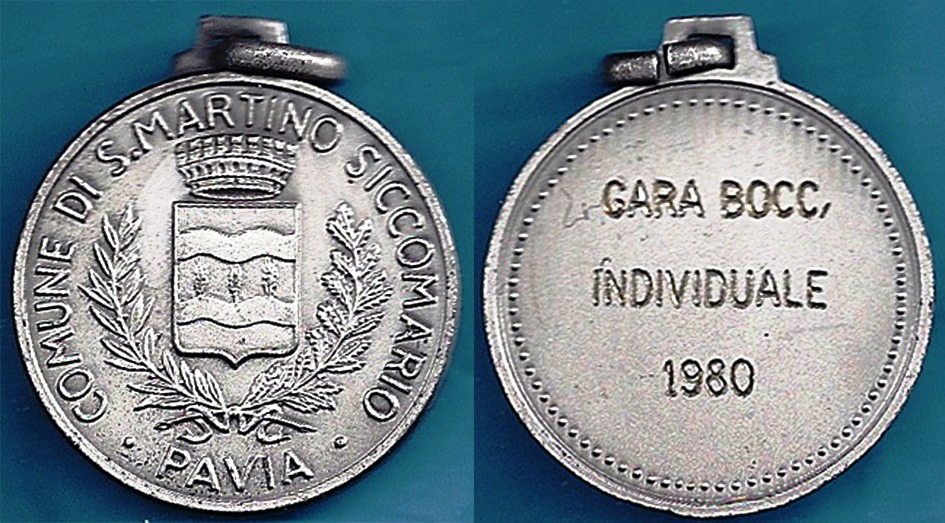 COMUNE DI S.MARTINO SICCOMARIO
· PAVIA ·
GARA BOCC,
INDIVIDUALE
1980